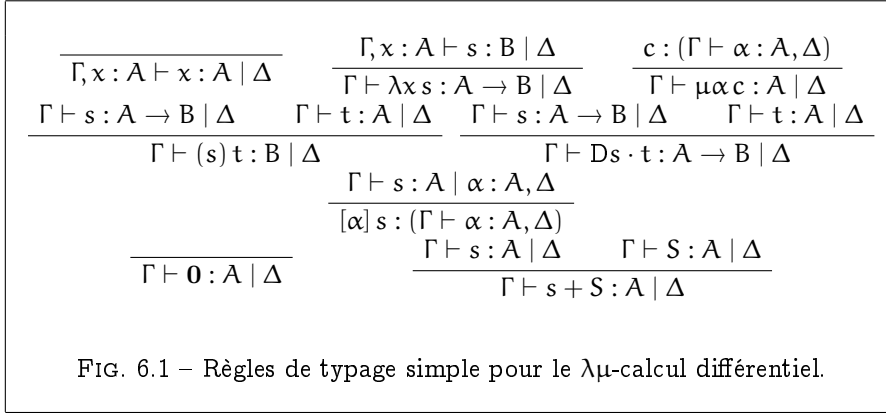 Γ, x : A ⊢ x : A | Δ
Γ, x : A ⊢ s : B | Δ
Γ ⊢ λx s : A → B | Δ
c : (Γ ⊢ α : A, Δ)
Γ ⊢ μα c : A | Δ
Γ ⊢ s : A → B | Δ Γ ⊢ t : A | Δ
Γ ⊢ (s) t : B | Δ
Γ ⊢ s : A → B | Δ Γ ⊢ t : A | Δ
Γ ⊢ Ds · t : A → B | Δ
Γ ⊢ s : A | α : A, Δ
[α] s : (Γ ⊢ α : A, Δ)
Γ ⊢ 0 : A | Δ
Γ ⊢ s : A | Δ Γ ⊢ S : A | Δ
Γ ⊢ s + S : A | Δ
FIG. 6.1 – Règles de typage simple pour le λμ-calcul différentiel.